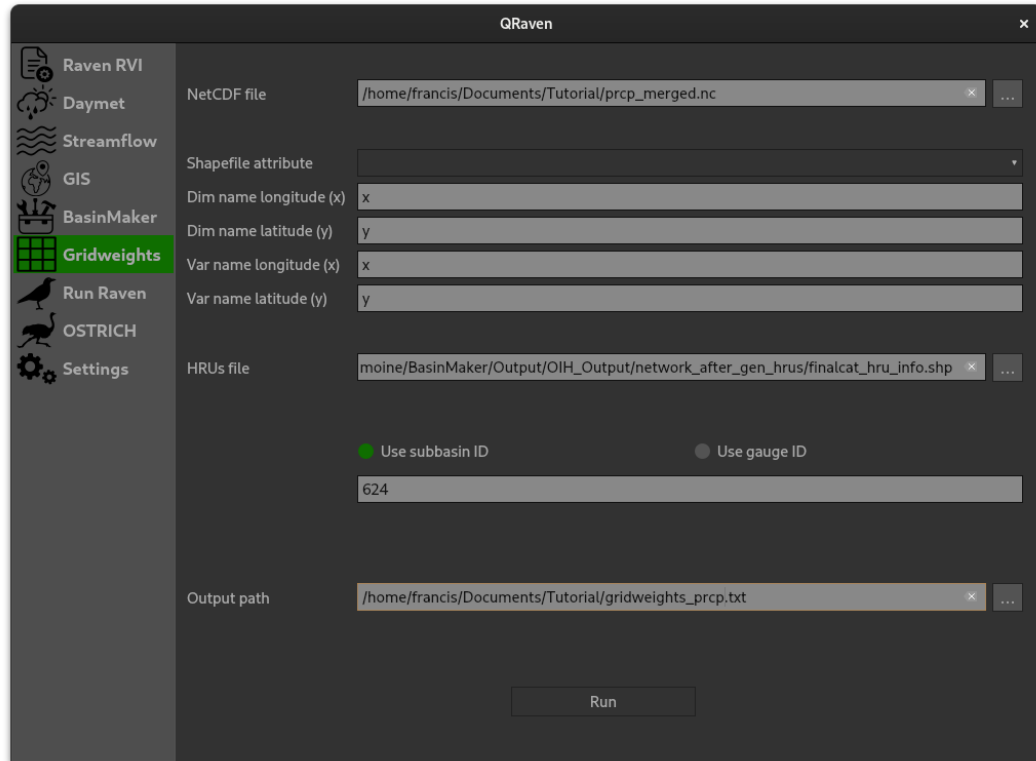 QRaven ×
Raven RVI
Daymet
Streamflow
GIS
BasinMaker
Gridweights
Run Raven
OSTRICH
Settings
NetCDF file /home/francis/Documents/Tutorial/prcp_merged.nc ...
Shapefile attribute
Dim name longitude (x) x
Dim name latitude (y) y
Var name longitude (x) x
Var name latitude (y) y
HRUs file moine/BasinMaker/Output/OIH_Output/network_after_gen_hrus/finalcat_hru_info.shp ...
Use subbasin ID Use gauge ID
624
Output path /home/francis/Documents/Tutorial/gridweights_prcp.txt ...
Run